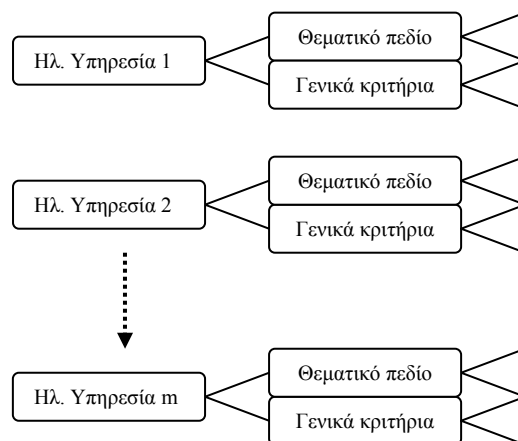 Θεματικό πεδίο
Ηλ. Υπηρεσία 1
Γενικά κριτήρια
Θεματικό πεδίο
Ηλ. Υπηρεσία 2
Γενικά κριτήρια
Θεματικό πεδίο
Ηλ. Υπηρεσία m
Γενικά κριτήρια